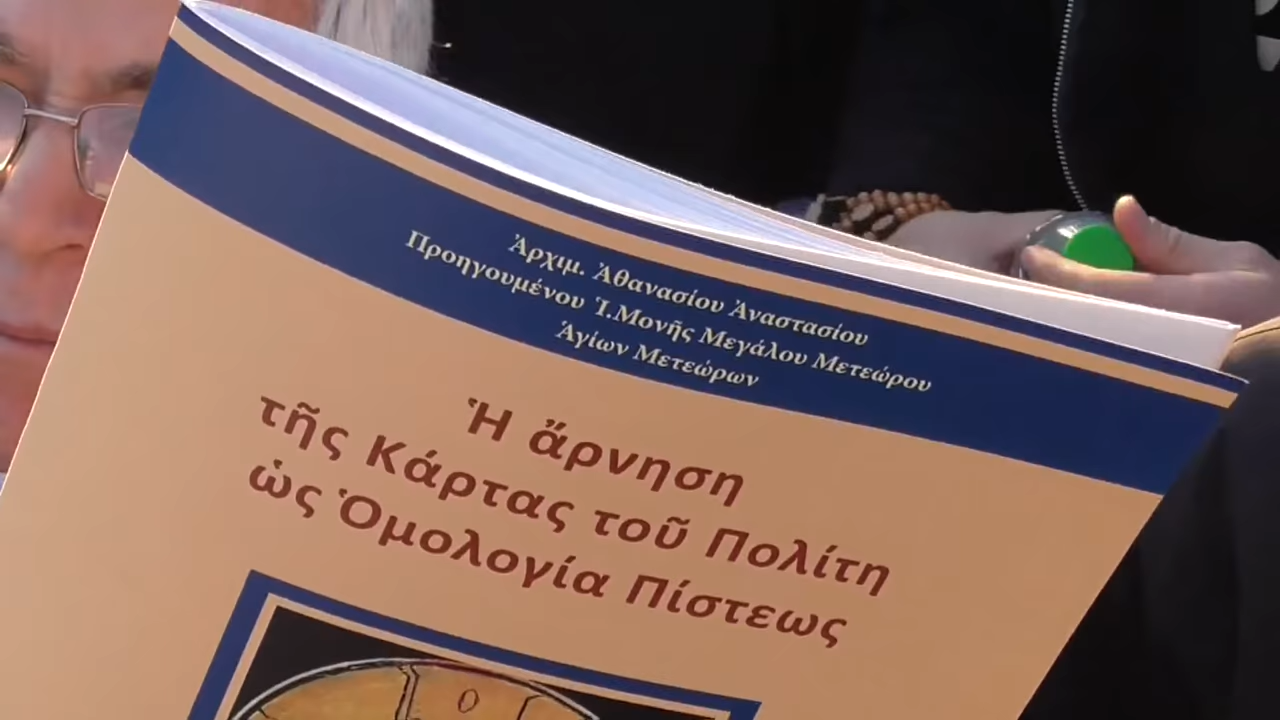 Ἀρχιμ. Ἀθανασίου Ἀναστασίου
Προηγουμένου Ἱ.Μονῆς Μεγάλου Μετεώρου
Ἁγίων Μετεώρων
Ἡ ἄρνηση
τῆς Κάρτας τοῦ Πολίτη
ὡς Ὁμολογία Πίστεως
Ο